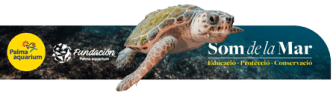 Palma
aquarium
Fundación
Palma aquarium
Som de la Mar
Educació · Protecció · Conservació